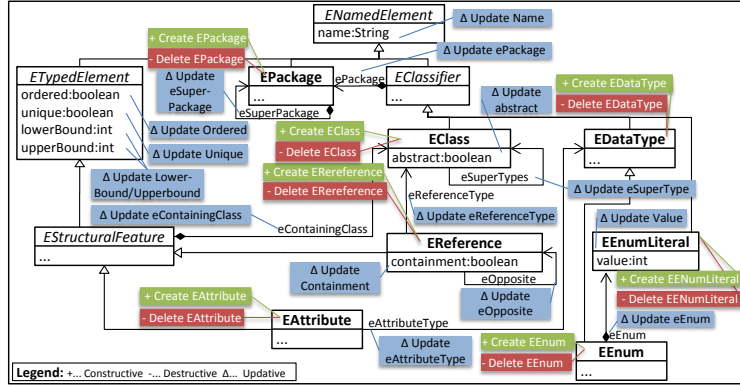 ENamedElement
name:String
Δ Update Name
+ Create EPackage
- Delete EPackage
Δ Update ePackage
ETypedElement
ordered:boolean
unique:boolean
lowerBound:int
upperBound:int
Δ Update
eSuper-
Package
EPackage
...
ePackage
EClassifier
...
eSuperPackage
Δ Update
abstract
+ Create EDataType
- Delete EDataType
Δ Update Ordered
Δ Update Unique
Δ Update Lower-
Bound/Upperbound
+ Create EClass
- Delete EClass
EClass
abstract:boolean
EDataType
...
+ Create ERereference
- Delete ERereference
eSuperTypes
Δ Update eSuperType
eReferenceType
Δ Update eReferenceType
Δ Update eContainingClass
eContainingClass
EStructuralFeature
...
EReference
containment:boolean
eOpposite
Δ Update
Containment
Δ Update
eOpposite
Δ Update Value
EEnumLiteral
value:int
+ Create EENumLiteral
- Delete EENumLiteral
+ Create EAttribute
- Delete EAttribute
EAttribute
...
eAttributeType
Δ Update
eAttributeType
Δ Update eEnum
eEnum
+ Create EEnum
- Delete EEnum
EEnum
...
Legend: +... Constructive -... Destructive Δ... Updative